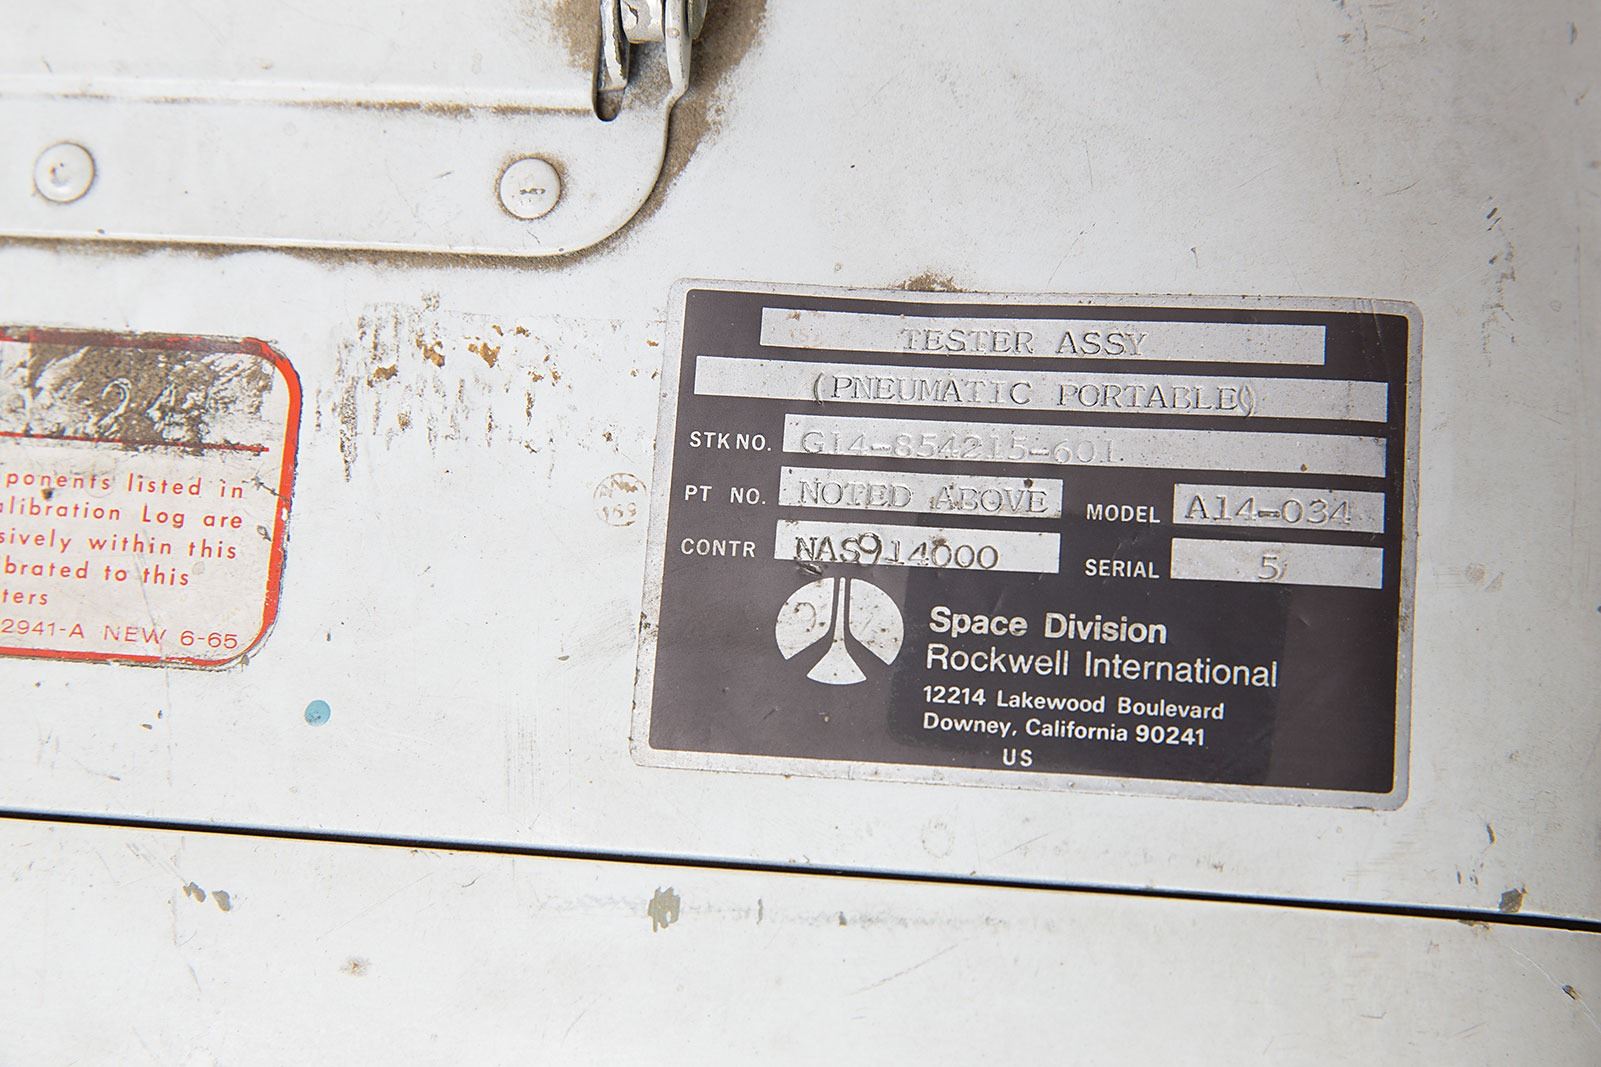 ponents listed in
alibration Log are
sively within this
brated to this
ters
2941-A NEW 6-65
TESTER ASSY
(PNEUMATIC PORTABLE)
STK NO. G14-854215-601
PT NO. NOTED ABOVE MODEL A14-034
CONTR NAS914000 SERIAL 5
Space Division
Rockwell International
12214 Lakewood Boulevard
Downey, California 90241
US